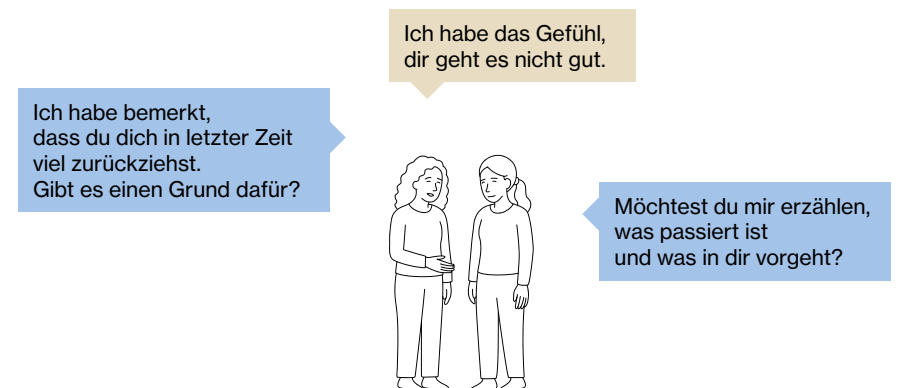 Ich habe das Gefühl,
dir geht es nicht gut.
Ich habe bemerkt,
dass du dich in letzter Zeit
viel zurückziehst.
Gibt es einen Grund dafür?
Möchtest du mir erzählen,
was passiert ist
und was in dir vorgeht?